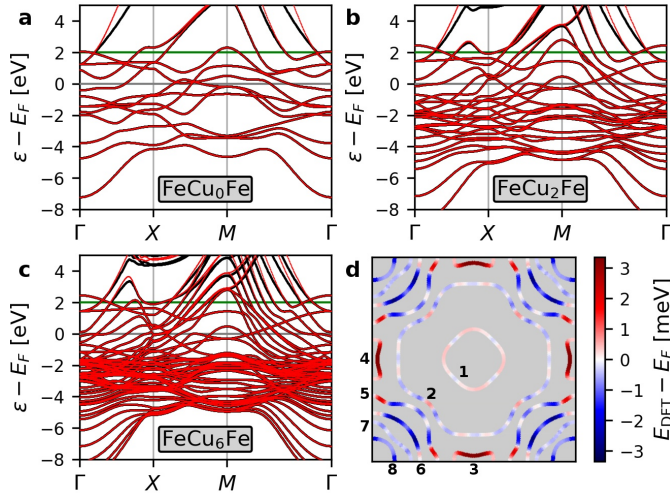 a
4
2
0
−2
−4
−6
−8
ε − E_F [eV]
Γ X M Γ
FeCu₀Fe
b
4
2
0
−2
−4
−6
−8
ε − E_F [eV]
Γ X M Γ
FeCu₂Fe
c
4
2
0
−2
−4
−6
−8
ε − E_F [eV]
Γ X M Γ
FeCu₆Fe
d
1
2
4
5
7
8 6 3
3
2
1
0
−1
−2
−3
E_DFT − E_F [meV]